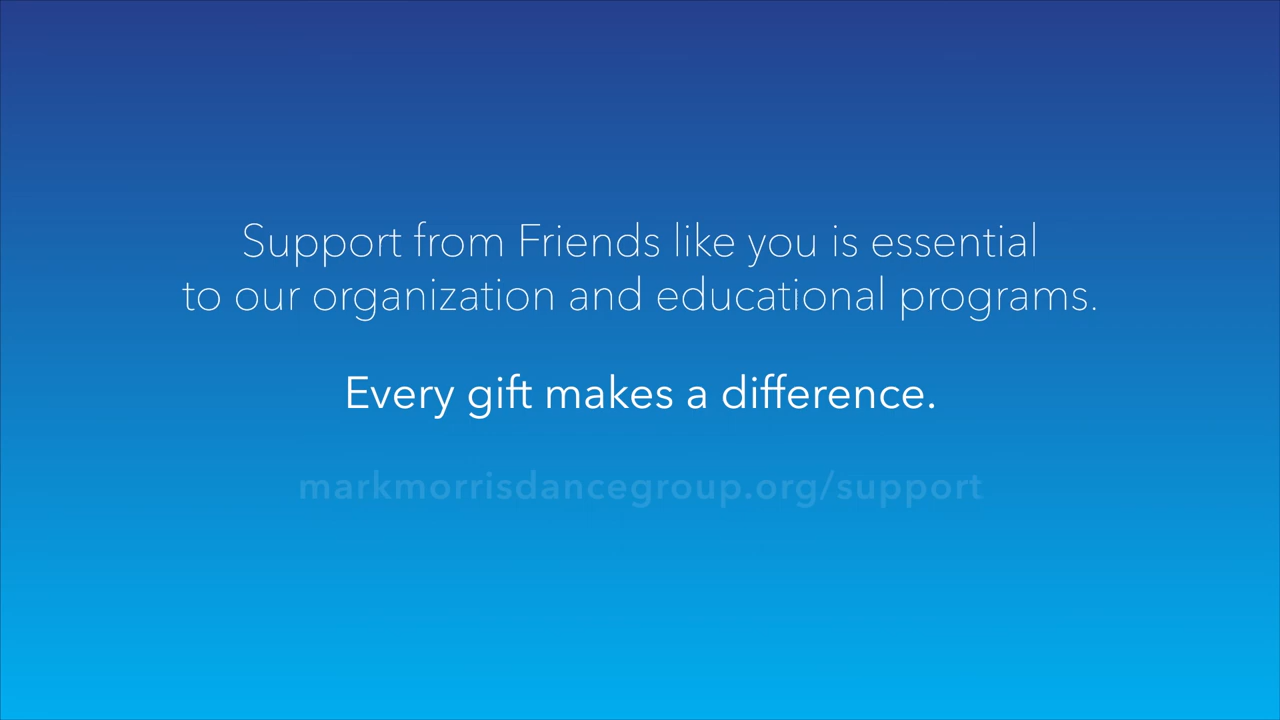 Support from Friends like you is essential
to our organization and educational programs.
Every gift makes a difference.
markmorrisdancegroup.org/support